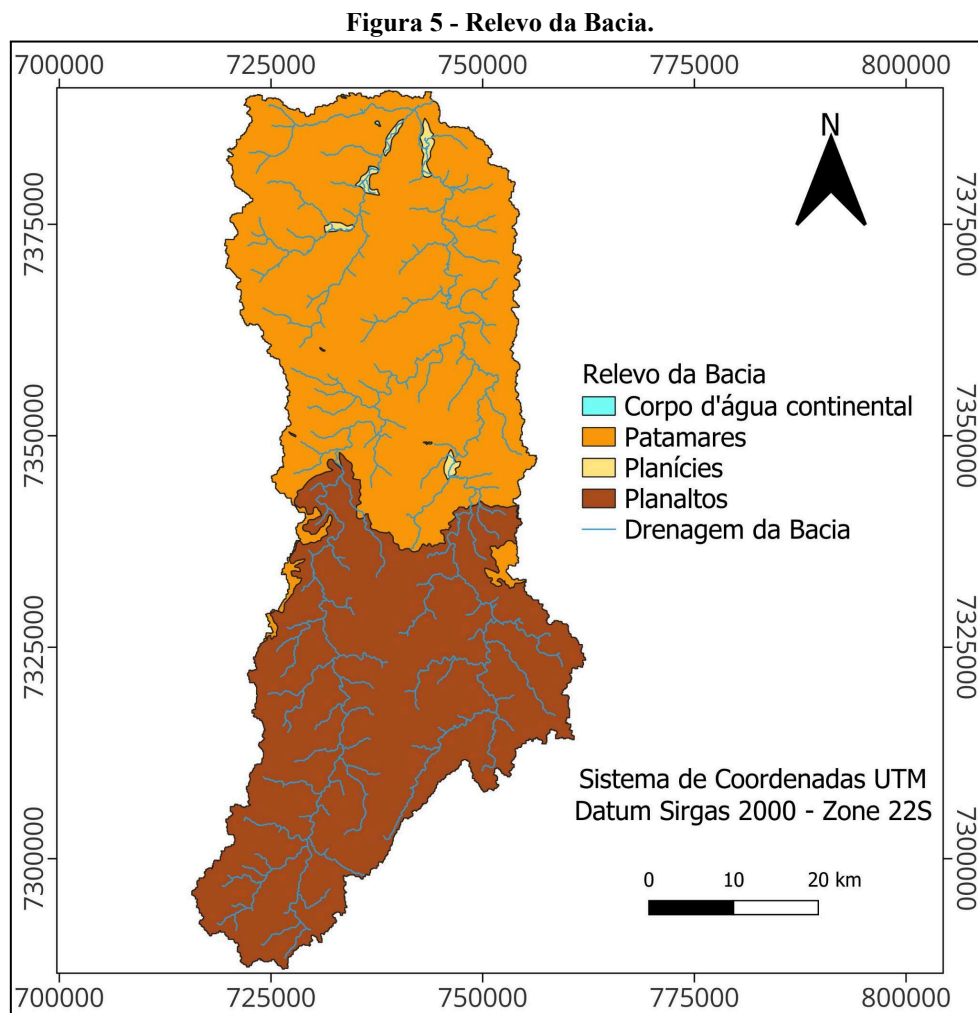 Figura 5 - Relevo da Bacia.
700000 725000 750000 775000 800000
N
7375000 7375000
Relevo da Bacia
Corpo d'água continental
7350000 7350000
Patamares
Planícies
Planaltos
Drenagem da Bacia
7325000 7325000
Sistema de Coordenadas UTM
Datum Sirgas 2000 - Zone 22S
7300000 7300000
0 10 20 km
700000 725000 750000 775000 800000